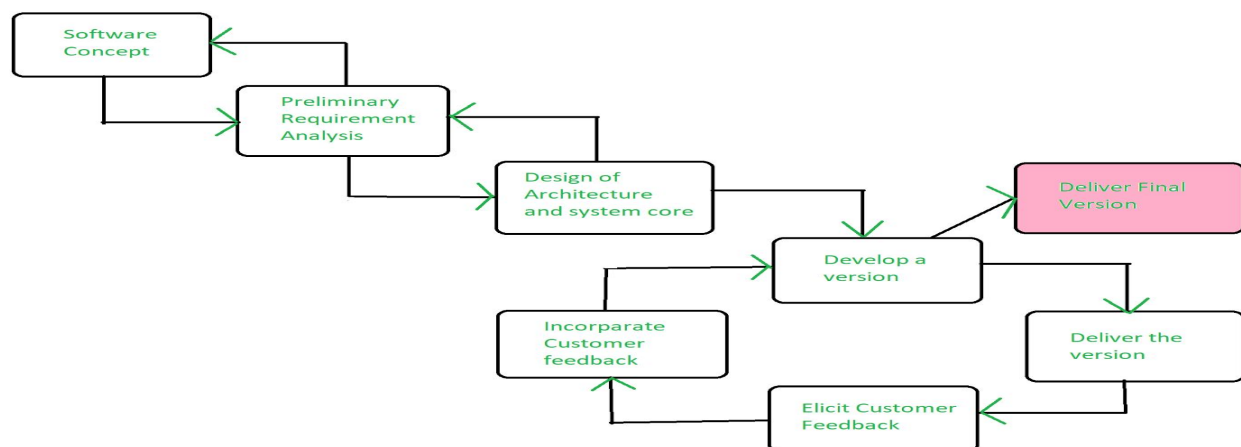 Software
Concept
Preliminary
Requirement
Analysis
Design of
Architecture
and system core
Deliver Final
Version
Develop a
version
Incorparate
Customer
feedback
Deliver the
version
Elicit Customer
Feedback